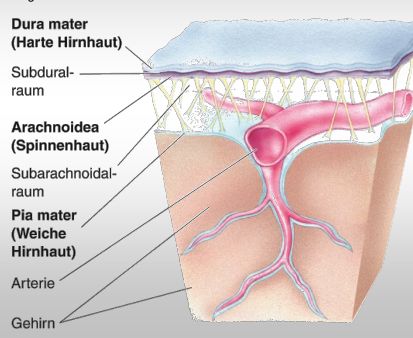 Dura mater
(Harte Hirnhaut)
Subdural-
raum
Arachnoidea
(Spinnenhaut)
Subarachnoidal-
raum
Pia mater
(Weiche
Hirnhaut)
Arterie
Gehirn